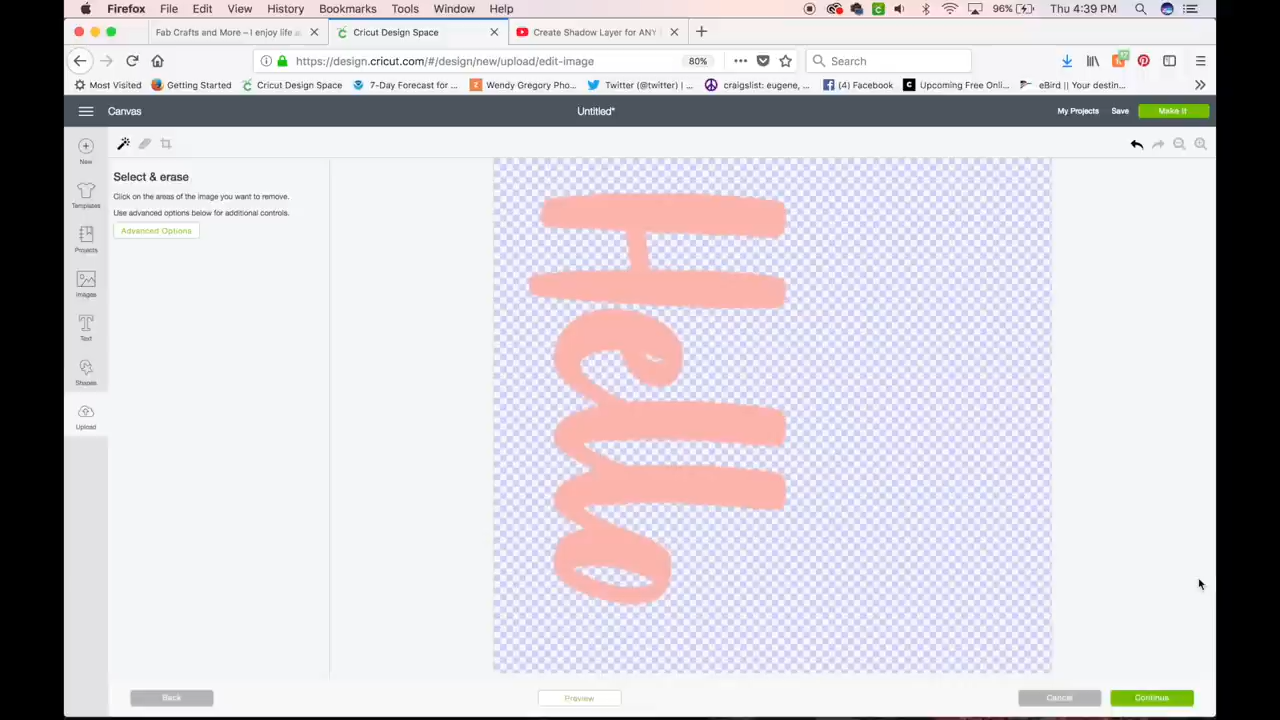 Firefox File Edit View History Bookmarks Tools Window Help 96% Thu 4:39 PM
Fab Crafts and More – I enjoy life a Cricut Design Space Create Shadow Layer for ANY
https://design.cricut.com/#/design/new/upload/edit-image 80% Search
Most Visited Getting Started Cricut Design Space 7-Day Forecast for ... Wendy Gregory Pho... Twitter (@twitter) | ... craigslist: eugene, ... (4) Facebook Upcoming Free Onli... eBird || Your destin...
Canvas Untitled* My Projects Save Make It
New
Templates
Projects
Images
Text
Shapes
Upload
Select & erase
Click on the areas of the image you want to remove.
Use advanced options below for additional controls.
Advanced Options
Hello
Back Preview Cancel Continue